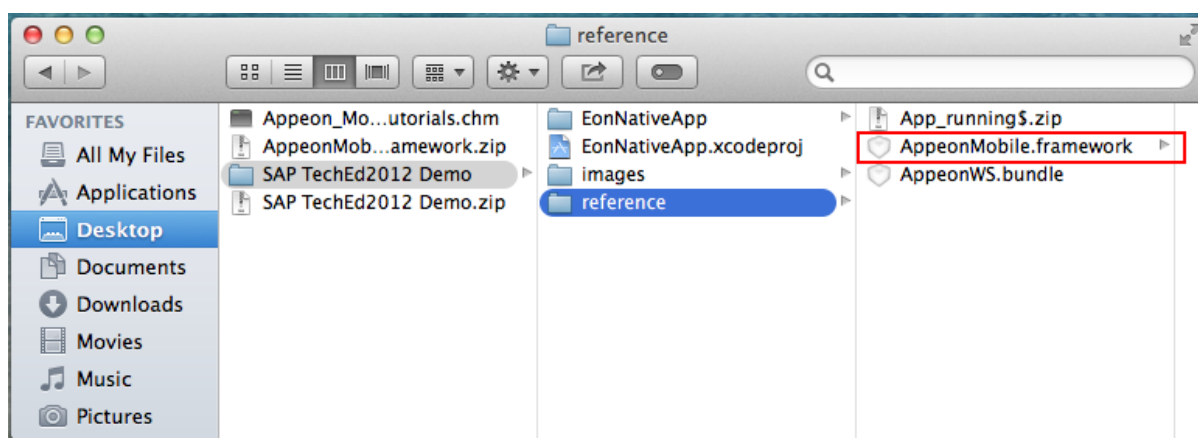 reference
FAVORITES
All My Files
Applications
Desktop
Documents
Downloads
Movies
Music
Pictures
Appeon_Mo...utorials.chm
AppeonMob...amework.zip
SAP TechEd2012 Demo
SAP TechEd2012 Demo.zip
EonNativeApp
EonNativeApp.xcodeproj
images
reference
App_running$.zip
AppeonMobile.framework
AppeonWS.bundle